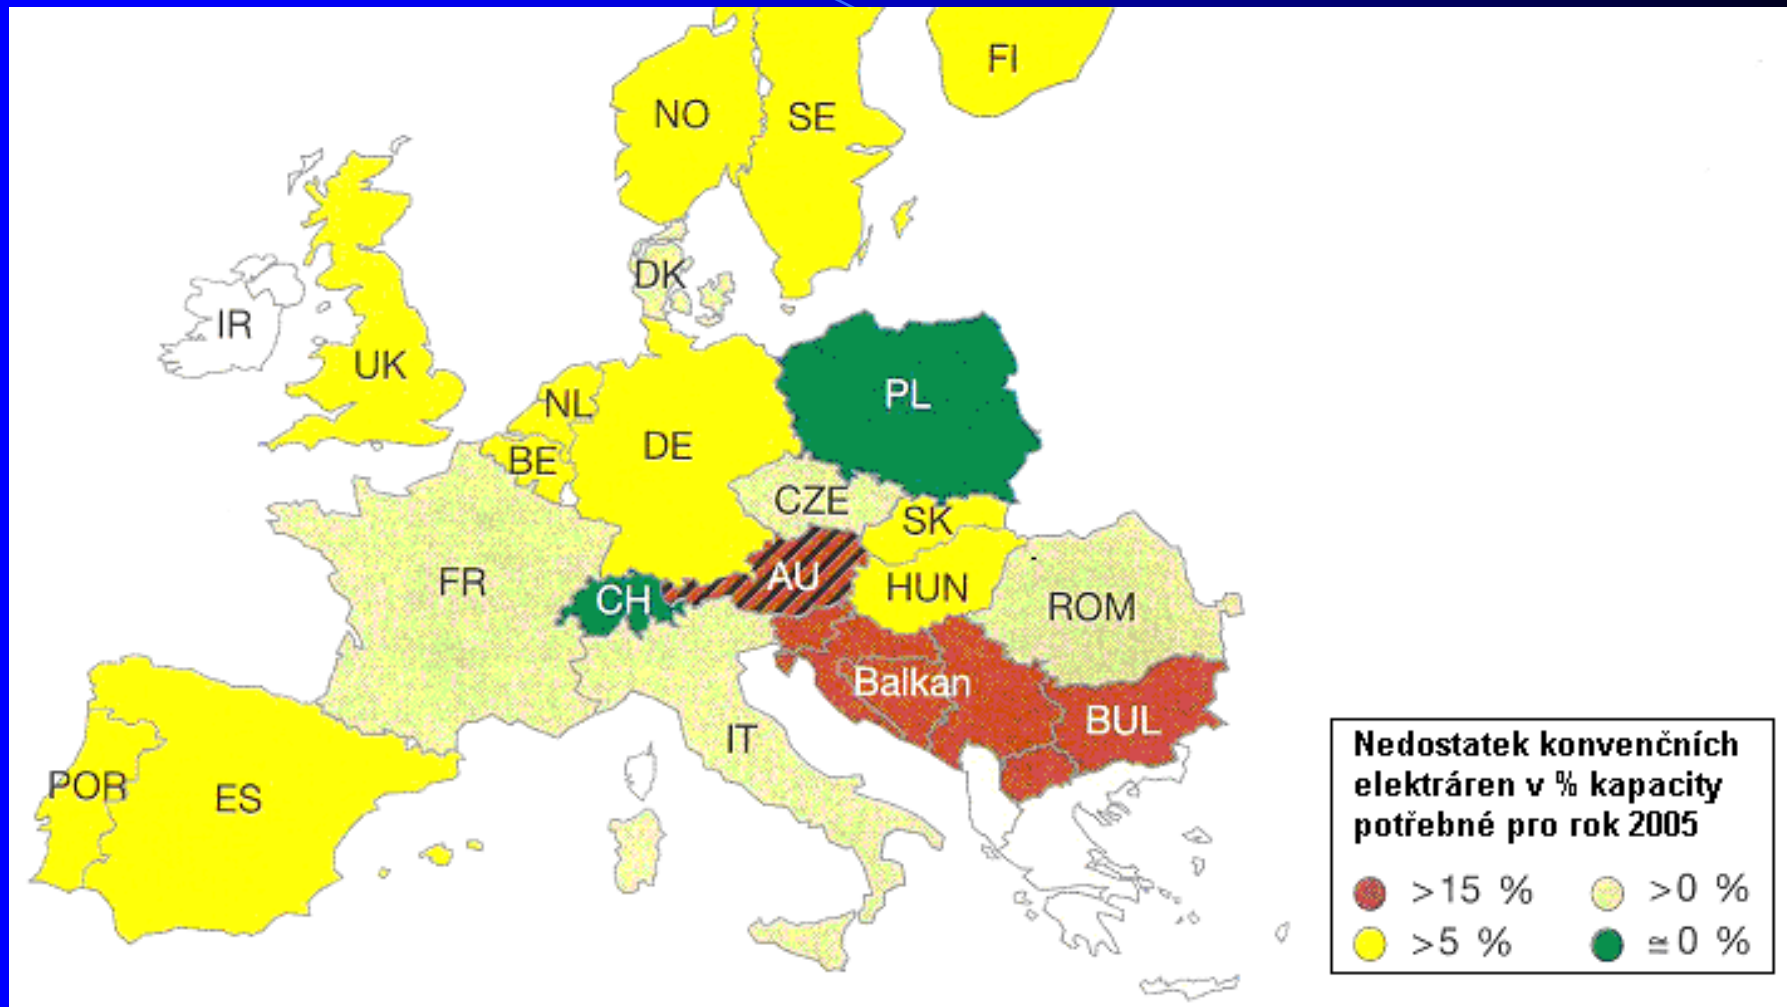 FI
NO
SE
DK
IR
UK
PL
NL
DE
BE
CZE
SK
FR
CH
AU
HUN
ROM
Balkan
BUL
IT
POR
ES
Nedostatek konvenčních
elektráren v % kapacity
potřebné pro rok 2005
>15 %
>0 %
>5 %
≅0 %